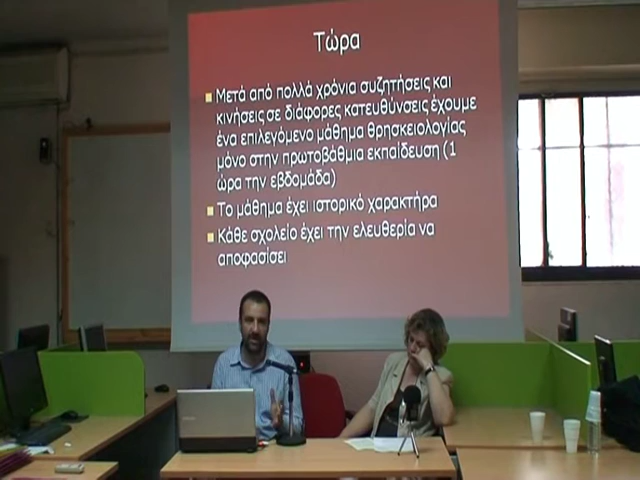 Τώρα
Μετά από πολλά χρόνια συζητήσεις και
κινήσεις σε διάφορες κατευθύνσεις έχουμε
ένα επιλεγόμενο μάθημα θρησκειολογίας
μόνο στην πρωτοβάθμια εκπαίδευση (1
ώρα την εβδομάδα)
Το μάθημα έχει ιστορικό χαρακτήρα
Κάθε σχολείο έχει την ελευθερία να
αποφασίσει